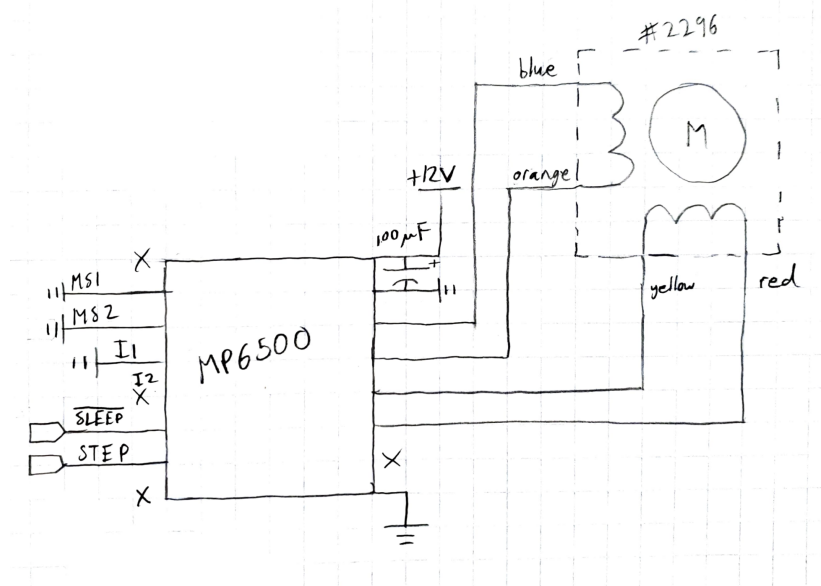 #2296
blue
M
orange
+12V
100µF
+
X
MS1
MS2
I1
I2
X
SLEEP
STEP
X
MP6500
yellow
red
X